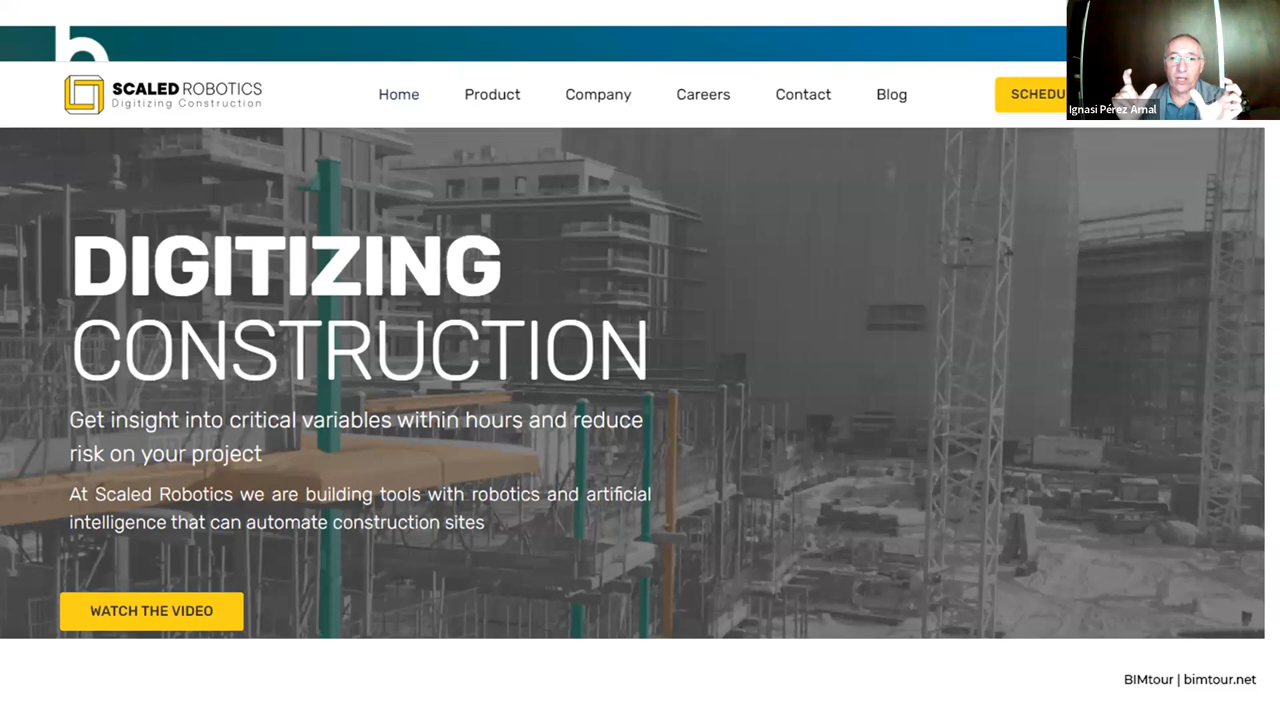 SCALED ROBOTICS
Digitizing Construction
Home Product Company Careers Contact Blog
SCHEDU
Ignasi Pérez Arnal
DIGITIZING
CONSTRUCTION
Get insight into critical variables within hours and reduce
risk on your project
At Scaled Robotics we are building tools with robotics and artificial
intelligence that can automate construction sites
WATCH THE VIDEO
BIMtour | bimtour.net